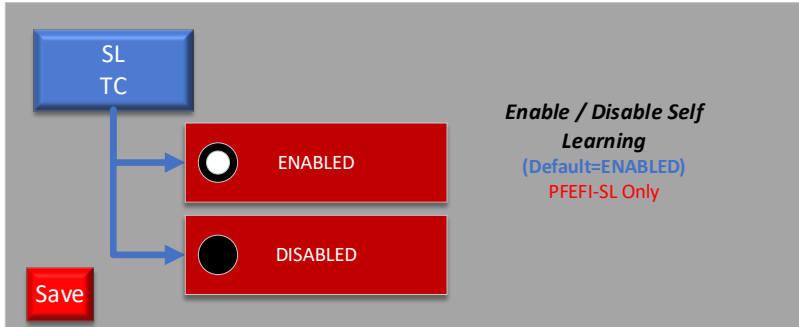 SL
TC
ENABLED
DISABLED
Save
Enable / Disable Self
Learning
(Default=ENABLED)
PFEFI-SL Only